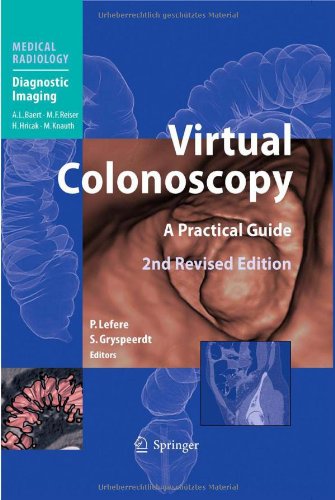 Urheberrechtlich geschütztes Material
MEDICAL
RADIOLOGY
Diagnostic
Imaging
A.L.Baert · M.F.Reiser
H.Hricak · M.Knauth
Virtual
Colonoscopy
A Practical Guide
2nd Revised Edition
P. Lefere
S. Gryspeerdt
Editors
Springer
Urheberrechtlich geschütztes Material